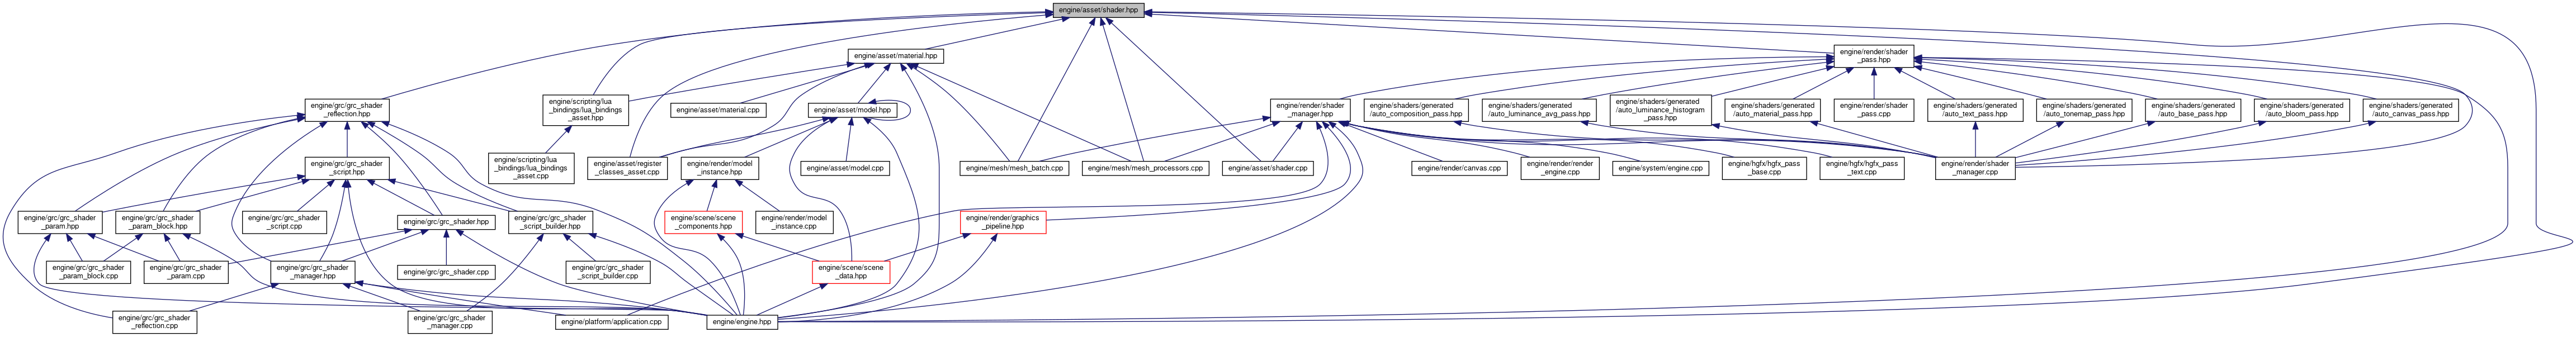 engine/asset/shader.hpp
engine/asset/material.hpp
engine/render/shader
_pass.hpp
engine/grc/grc_shader
_reflection.hpp
engine/scripting/lua
_bindings/lua_bindings
_asset.hpp
engine/asset/material.cpp
engine/asset/model.hpp
engine/render/shader
_manager.hpp
engine/shaders/generated
/auto_composition_pass.hpp
engine/shaders/generated
/auto_luminance_avg_pass.hpp
engine/shaders/generated
/auto_luminance_histogram
_pass.hpp
engine/shaders/generated
/auto_material_pass.hpp
engine/render/shader
_pass.cpp
engine/shaders/generated
/auto_text_pass.hpp
engine/shaders/generated
/auto_tonemap_pass.hpp
engine/shaders/generated
/auto_base_pass.hpp
engine/shaders/generated
/auto_bloom_pass.hpp
engine/shaders/generated
/auto_canvas_pass.hpp
engine/grc/grc_shader
_script.hpp
engine/scripting/lua
_bindings/lua_bindings
_asset.cpp
engine/asset/register
_classes_asset.cpp
engine/render/model
_instance.hpp
engine/asset/model.cpp
engine/mesh/mesh_batch.cpp
engine/mesh/mesh_processors.cpp
engine/asset/shader.cpp
engine/render/canvas.cpp
engine/render/render
_engine.cpp
engine/system/engine.cpp
engine/hgfx/hgfx_pass
_base.cpp
engine/hgfx/hgfx_pass
_text.cpp
engine/render/shader
_manager.cpp
engine/grc/grc_shader
_param.hpp
engine/grc/grc_shader
_param_block.hpp
engine/grc/grc_shader
_script.cpp
engine/grc/grc_shader.hpp
engine/grc/grc_shader
_script_builder.hpp
engine/scene/scene
_components.hpp
engine/render/model
_instance.cpp
engine/render/graphics
_pipeline.hpp
engine/grc/grc_shader
_param_block.cpp
engine/grc/grc_shader
_param.cpp
engine/grc/grc_shader
_manager.hpp
engine/grc/grc_shader.cpp
engine/grc/grc_shader
_script_builder.cpp
engine/scene/scene
_data.hpp
engine/grc/grc_shader
_reflection.cpp
engine/grc/grc_shader
_manager.cpp
engine/platform/application.cpp
engine/engine.hpp